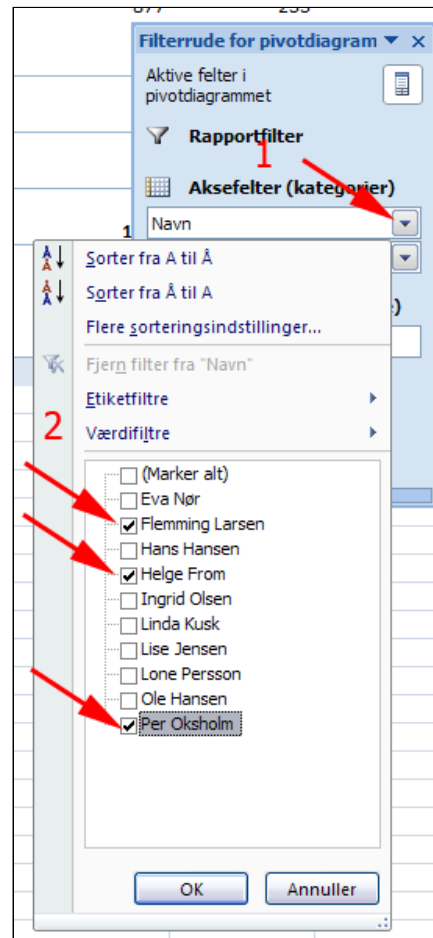 Filterrude for pivotdiagram
Aktive felter i
pivotdiagrammet
Rapportfilter
1
Aksefelter (kategorier)
Navn
1
)
Sorter fra A til Å
Sorter fra Å til A
Flere sorteringsindstillinger...
Fjern filter fra "Navn"
Etiketfiltre
2
Værdifiltre
(Marker alt)
Eva Nør
Flemming Larsen
Hans Hansen
Helge From
Ingrid Olsen
Linda Kusk
Lise Jensen
Lone Persson
Ole Hansen
Per Oksholm
OK
Annuller